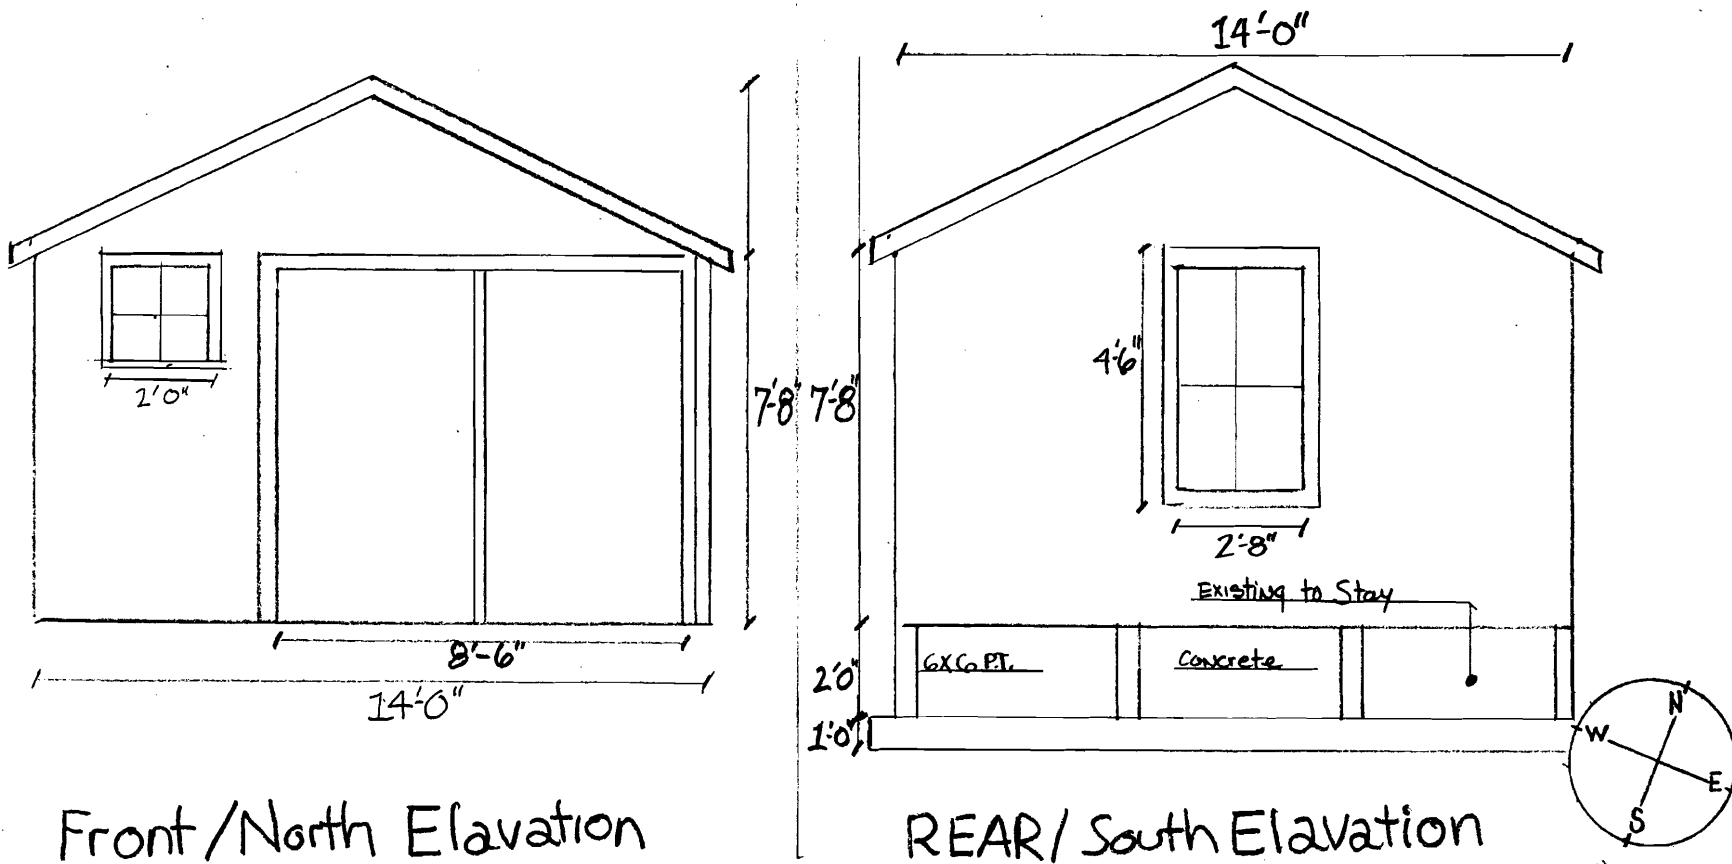 14'-0"
2'0"
7'-8"
8'-6"
14'-0"
Front/North Elavation
7'-8"
4'-6"
2'-8"
Existing to Stay
6X6 P.T.
Concrete
2'0"
1'-0"
N
W
E
S
REAR/South Elavation